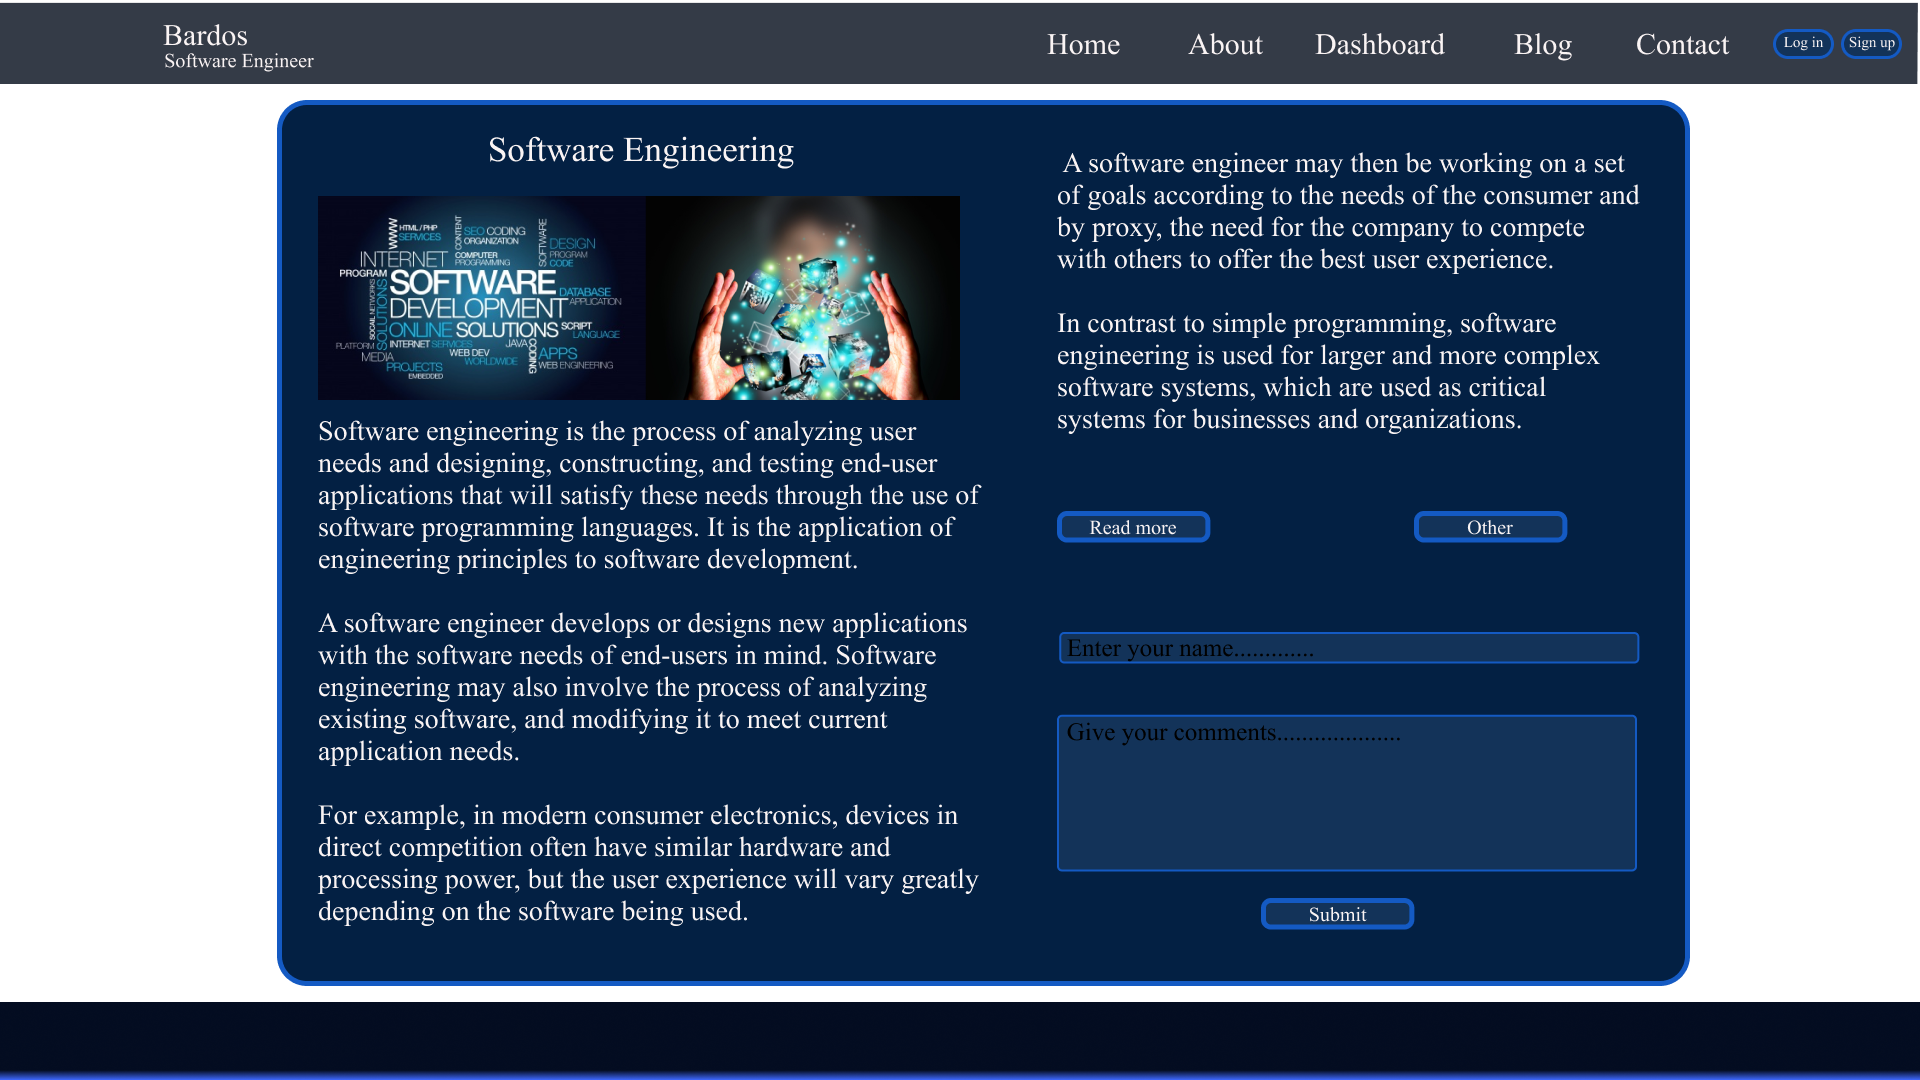 Bardos
Software Engineer
Home
About
Dashboard
Blog
Contact
Log in
Sign up
Software Engineering
WWW
HTML / PHP
SERVICES
CONTENT
SEO CODING
ORGANIZATION
COMPUTER
PROGRAMMING
SOFTWARE
DESIGN
PROGRAM
CODE
INTERNET
PROGRAM
SOFTWARE
DATABASE
DEVELOPMENT
APPLICATION
SOCAIL NETWORKS
SOLUTIONS
ONLINE SOLUTIONS
SCRIPT
LANGUAGE
PLATFORM
INTERNET SERVICES
JAVA
CODING
MEDIA
WEB DEV
WORLDWIDE
APPS
WEB ENGINEERING
PROJECTS
EMBEDDED
Software engineering is the process of analyzing user
needs and designing, constructing, and testing end-user
applications that will satisfy these needs through the use of
software programming languages. It is the application of
engineering principles to software development.
A software engineer develops or designs new applications
with the software needs of end-users in mind. Software
engineering may also involve the process of analyzing
existing software, and modifying it to meet current
application needs.
For example, in modern consumer electronics, devices in
direct competition often have similar hardware and
processing power, but the user experience will vary greatly
depending on the software being used.
A software engineer may then be working on a set
of goals according to the needs of the consumer and
by proxy, the need for the company to compete
with others to offer the best user experience.
In contrast to simple programming, software
engineering is used for larger and more complex
software systems, which are used as critical
systems for businesses and organizations.
Read more
Other
Enter your name.............
Give your comments....................
Submit